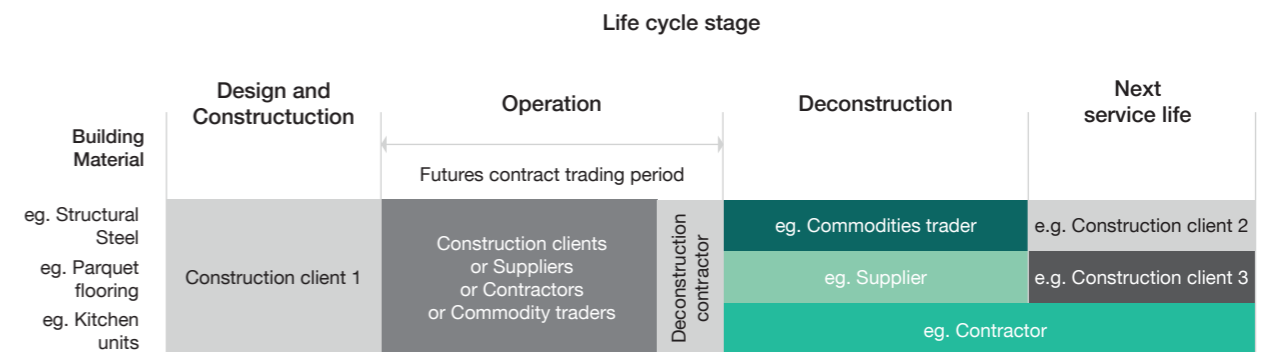 Life cycle stage
Design and
Constructuction
Operation
Deconstruction
Next
service life
Building
Material
Futures contract trading period
eg. Structural
Steel
eg. Parquet
flooring
eg. Kitchen
units
Construction client 1
Construction clients
or Suppliers
or Contractors
or Commodity traders
Deconstruction
contractor
eg. Commodities trader
e.g. Construction client 2
eg. Supplier
e.g. Construction client 3
eg. Contractor